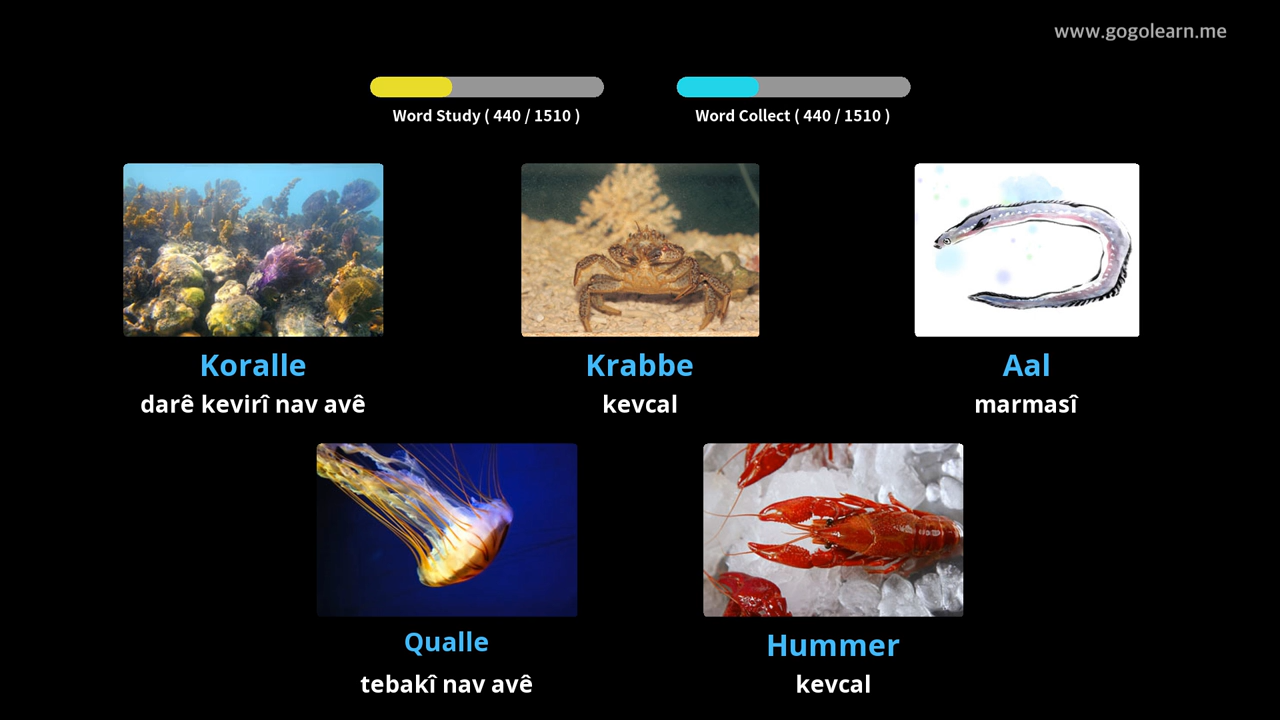 www.gogolearn.me
Word Study ( 440 / 1510 )
Word Collect ( 440 / 1510 )
Koralle
Krabbe
Aal
darê kevirî nav avê
kevcal
marmasî
Qualle
Hummer
tebakî nav avê
kevcal